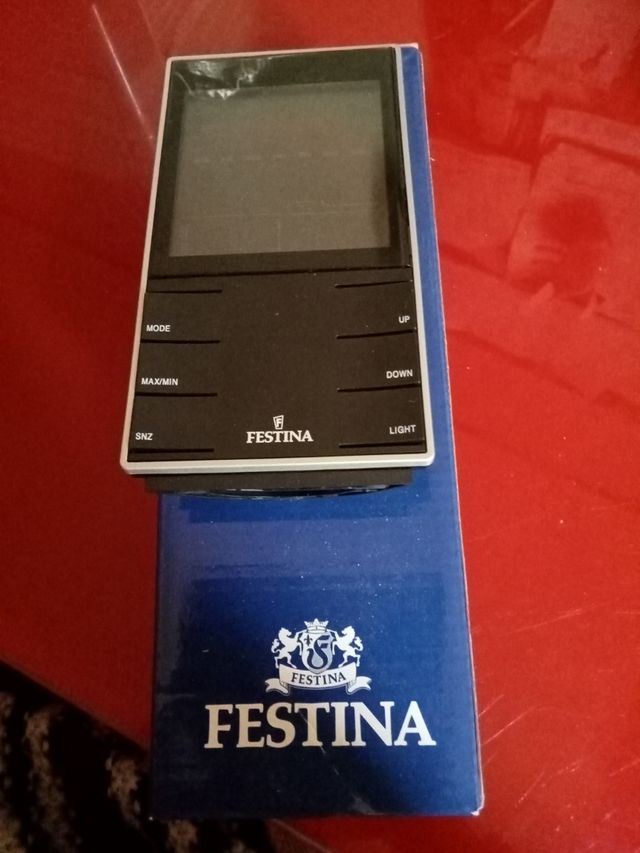 MODE
UP
MAX/MIN
DOWN
SNZ
FESTINA
LIGHT
FESTINA
FESTINA